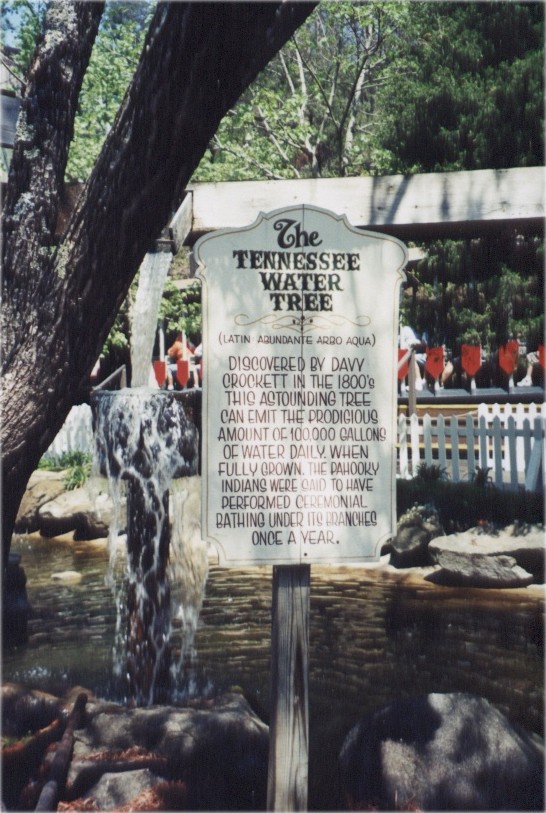 The
TENNESSEE
WATER
TREE
(LATIN: ABUNDANTE ARBO AQUA)
DISCOVERED BY DAVY
CROCKETT IN THE 1800's
THIS ASTOUNDING TREE
CAN EMIT THE PRODIGIOUS
AMOUNT OF 100,000 GALLONS
OF WATER DAILY, WHEN
FULLY GROWN. THE PAHOOKY
INDIANS WERE SAID TO HAVE
PERFORMED CEREMONIAL
BATHING UNDER ITS BRANCHES
ONCE A YEAR.